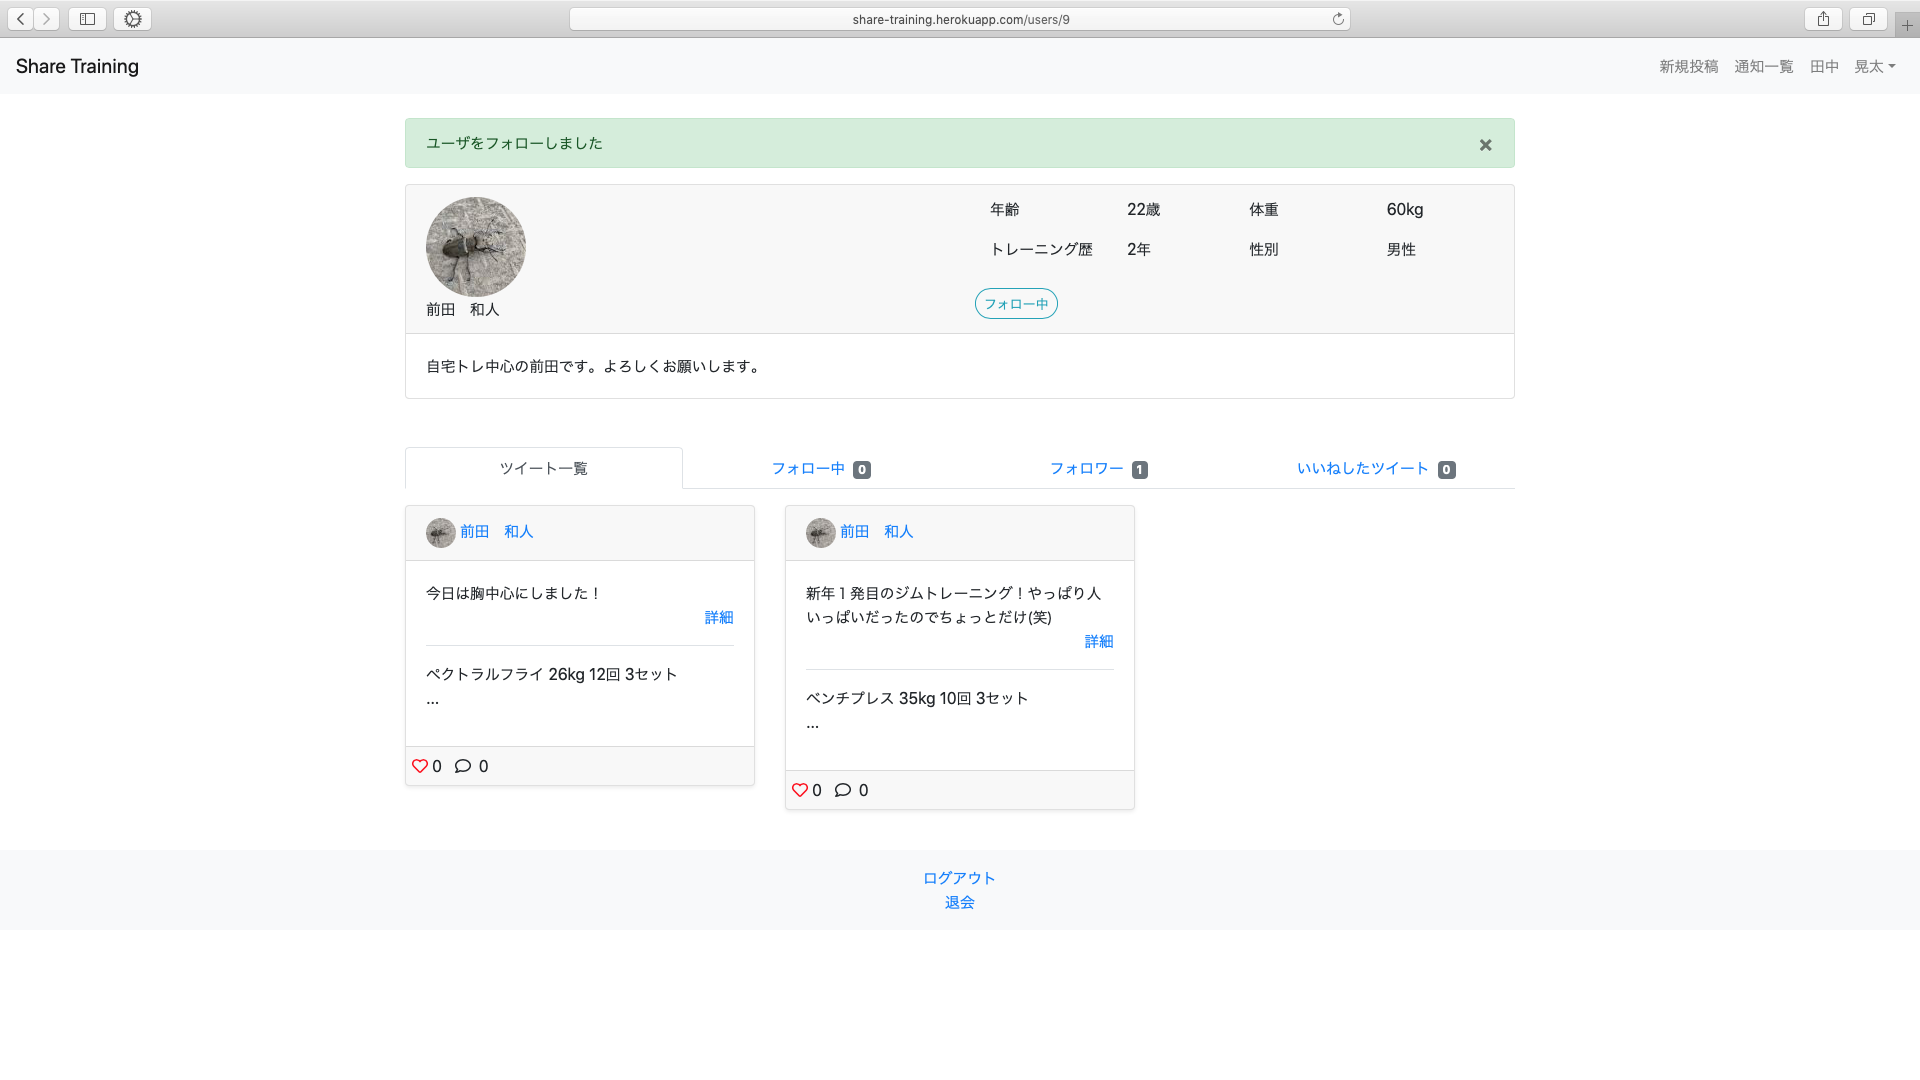 share-training.herokuapp.com/users/9
Share Training
新規投稿 通知一覧 田中　晃太
ユーザをフォローしました ×
年齢 22歳 体重 60kg
トレーニング歴 2年 性別 男性
前田　和人
フォロー中
自宅トレ中心の前田です。よろしくお願いします。
ツイート一覧 フォロー中 0 フォロワー 1 いいねしたツイート 0
前田　和人
今日は胸中心にしました！
詳細
ペクトラルフライ 26kg 12回 3セット
...
0 0
前田　和人
新年１発目のジムトレーニング！やっぱり人
いっぱいだったのでちょっとだけ(笑)
詳細
ベンチプレス 35kg 10回 3セット
...
0 0
ログアウト
退会